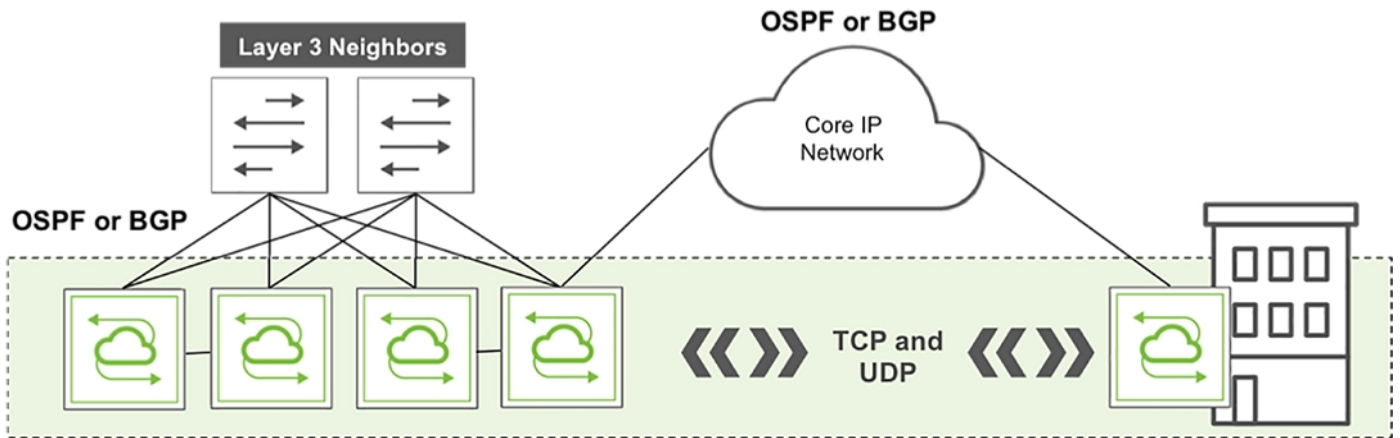 OSPF or BGP
Layer 3 Neighbors
Core IP
Network
OSPF or BGP
TCP and
UDP